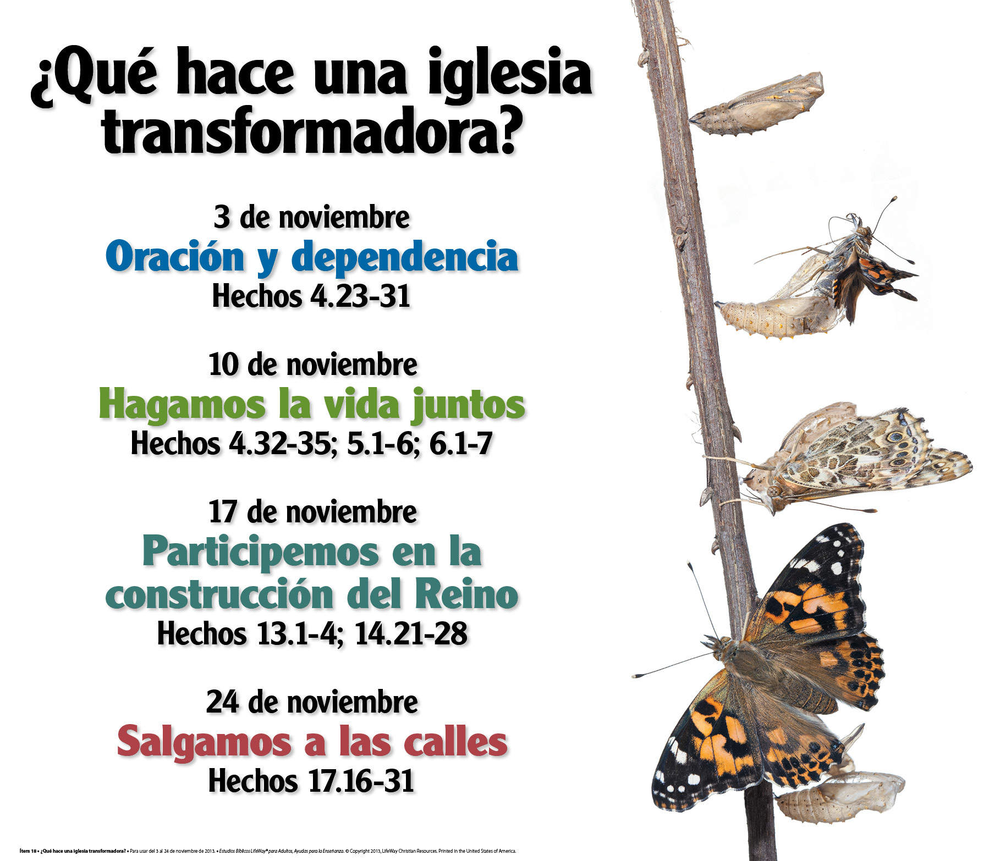 ¿Qué hace una iglesia
transformadora?
3 de noviembre
Oración y dependencia
Hechos 4.23-31
10 de noviembre
Hagamos la vida juntos
Hechos 4.32-35; 5.1-6; 6.1-7
17 de noviembre
Participemos en la
construcción del Reino
Hechos 13.1-4; 14.21-28
24 de noviembre
Salgamos a las calles
Hechos 17.16-31
Ítem 18 • ¿Qué hace una iglesia transformadora? • Para usar del 3 al 24 de noviembre de 2013. • Estudios Bíblicos LifeWay® para Adultos, Ayudas para la Enseñanza. © Copyright 2013, LifeWay Christian Resources. Printed in the United States of America.